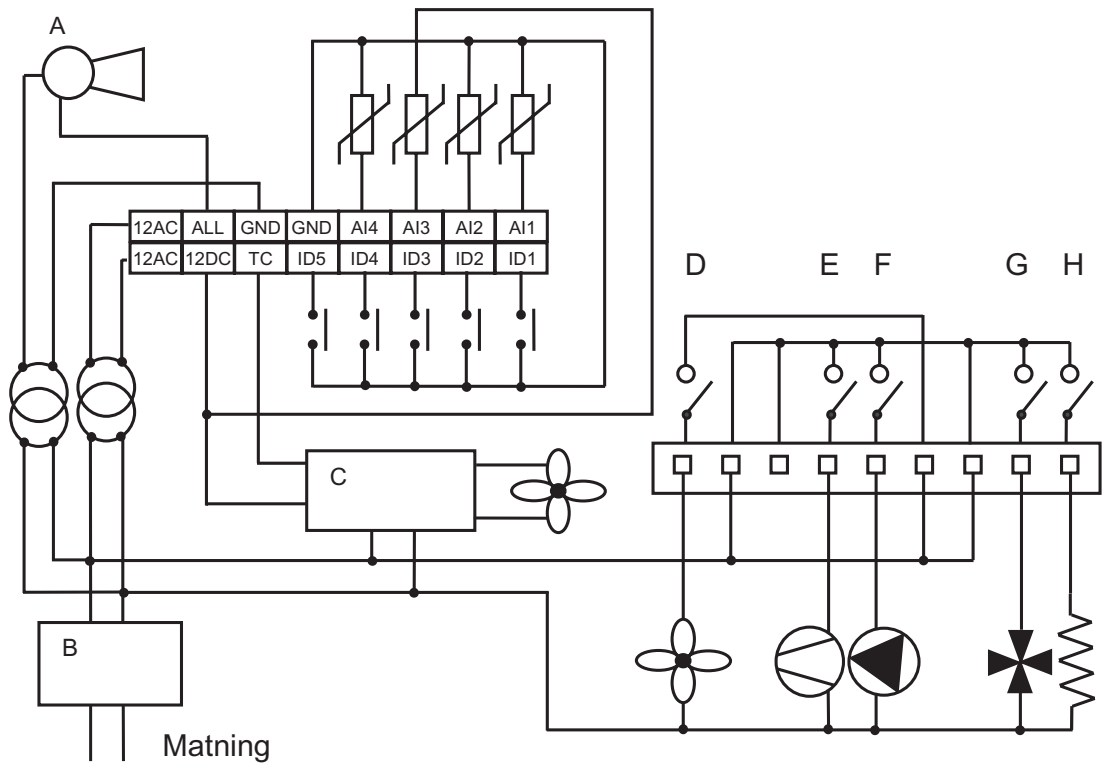 A
12AC ALL GND GND AI4 AI3 AI2 AI1
12AC 12DC TC ID5 ID4 ID3 ID2 ID1
D E F G H
C
B
Matning